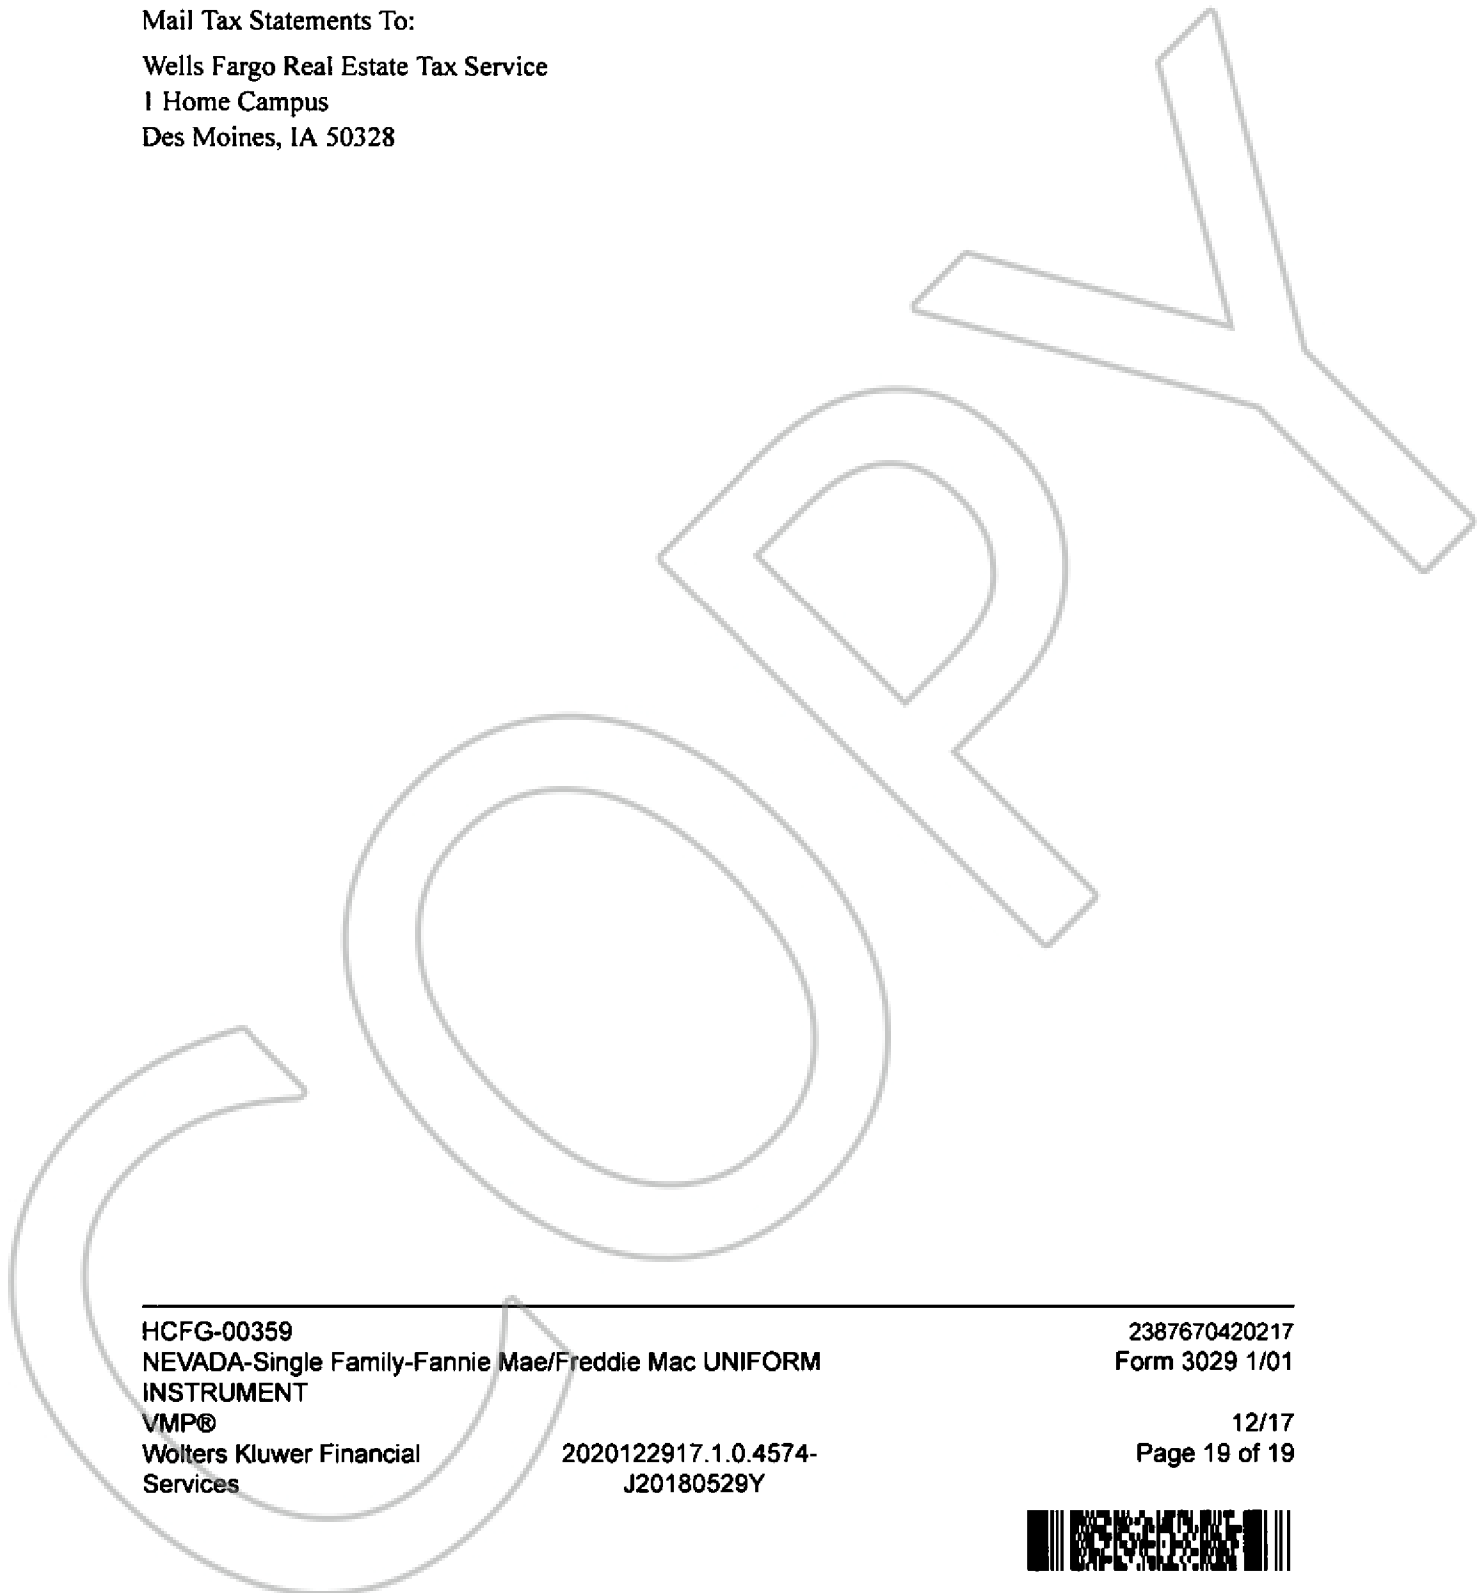 Mail Tax Statements To:
Wells Fargo Real Estate Tax Service
1 Home Campus
Des Moines, IA 50328
COPY
HCFG-00359 2387670420217
NEVADA-Single Family-Fannie Mae/Freddie Mac UNIFORM Form 3029 1/01
INSTRUMENT
VMP® 12/17
Wolters Kluwer Financial 2020122917.1.0.4574- Page 19 of 19
Services J20180529Y